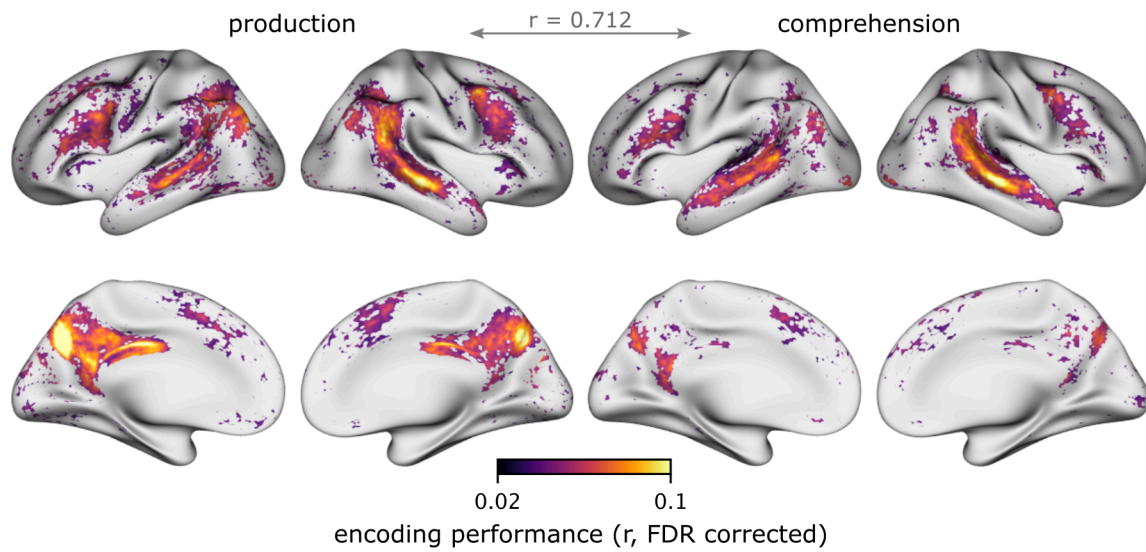 production
r = 0.712
comprehension
0.02
0.1
encoding performance (r, FDR corrected)